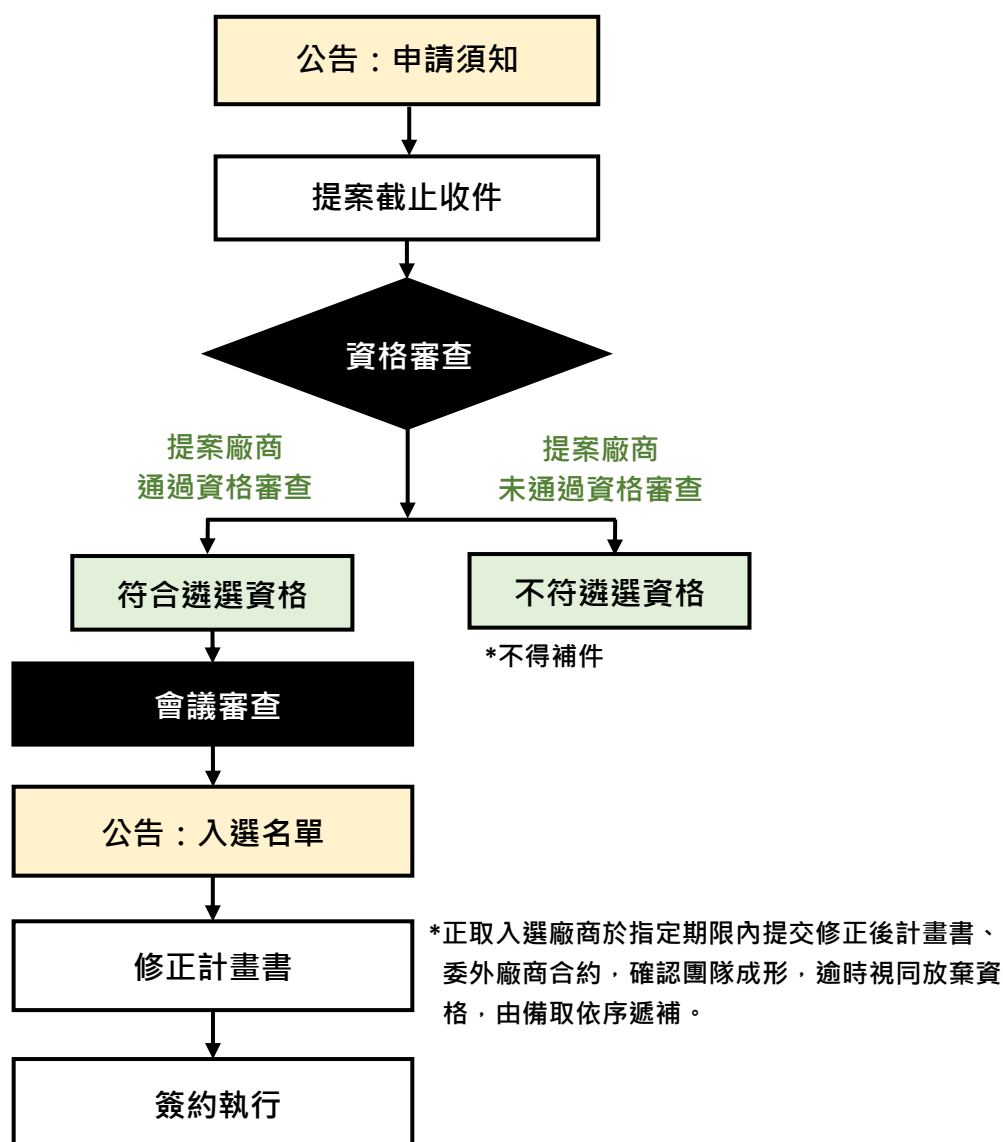 公告：申請須知
提案截止收件
資格審查
提案廠商
通過資格審查
提案廠商
未通過資格審查
符合遴選資格
不符遴選資格
*不得補件
會議審查
公告：入選名單
修正計畫書
*正取入選廠商於指定期限內提交修正後計畫書、
委外廠商合約，確認團隊成形，逾時視同放棄資
格，由備取依序遞補。
簽約執行